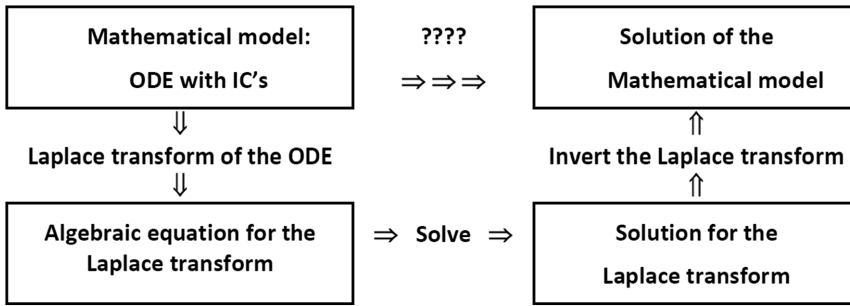 Mathematical model:
ODE with IC's
????
⇒⇒⇒
Solution of the
Mathematical model
⇓
Laplace transform of the ODE
⇓
⇑
Invert the Laplace transform
⇑
Algebraic equation for the
Laplace transform
⇒ Solve ⇒
Solution for the
Laplace transform